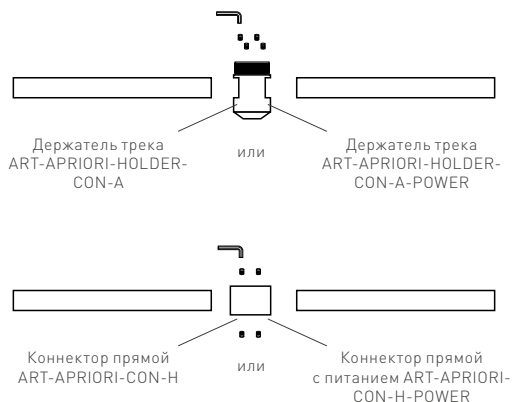 Держатель трека
ART-APRIORI-HOLDER-
CON-A
или
Держатель трека
ART-APRIORI-HOLDER-
CON-A-POWER
Коннектор прямой
ART-APRIORI-CON-H
или
Коннектор прямой
с питанием ART-APRIORI-
CON-H-POWER